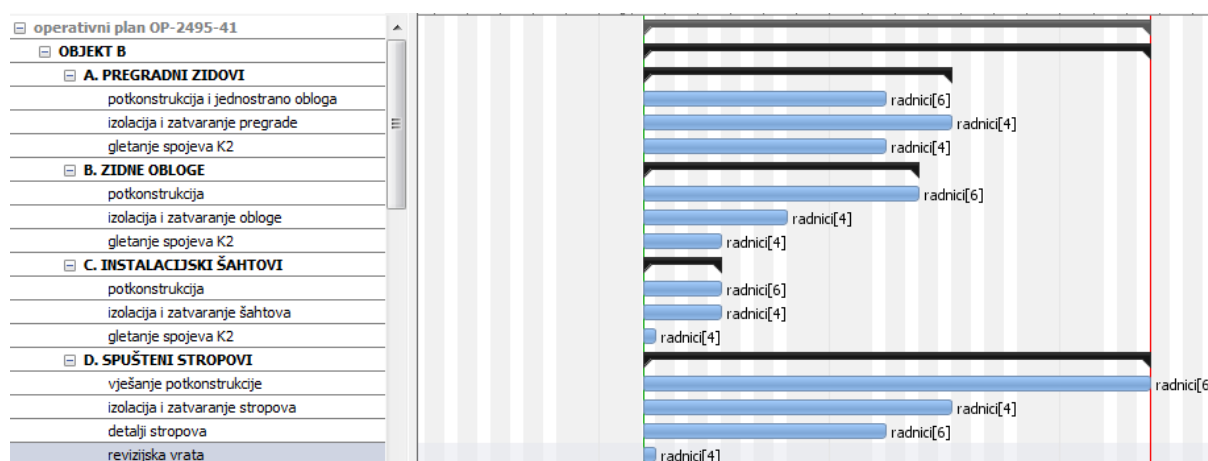 operativni plan OP-2495-41
OBJEKT B
A. PREGRADNI ZIDOVI
potkonstrukcija i jednostrano obloga radnici[6]
izolacija i zatvaranje pregrade radnici[4]
gletanje spojeva K2 radnici[4]
B. ZIDNE OBLOGE
potkonstrukcija radnici[6]
izolacija i zatvaranje obloge radnici[4]
gletanje spojeva K2 radnici[4]
C. INSTALACIJSKI ŠAHTOVI
potkonstrukcija radnici[6]
izolacija i zatvaranje šahtova radnici[4]
gletanje spojeva K2 radnici[4]
D. SPUŠTENI STROPOVI
vješanje potkonstrukcije radnici[6
izolacija i zatvaranje stropova radnici[4]
detalji stropova radnici[6]
revizijska vrata radnici[4]